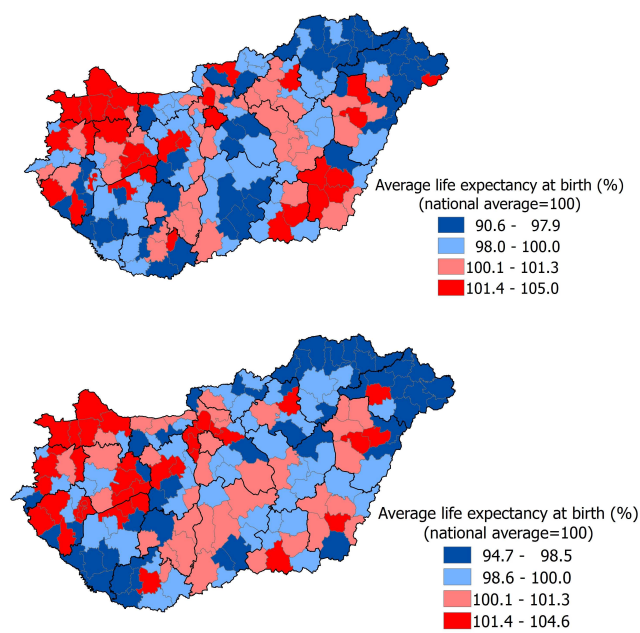 Average life expectancy at birth (%)
(national average=100)
90.6 - 97.9
98.0 - 100.0
100.1 - 101.3
101.4 - 105.0
Average life expectancy at birth (%)
(national average=100)
94.7 - 98.5
98.6 - 100.0
100.1 - 101.3
101.4 - 104.6